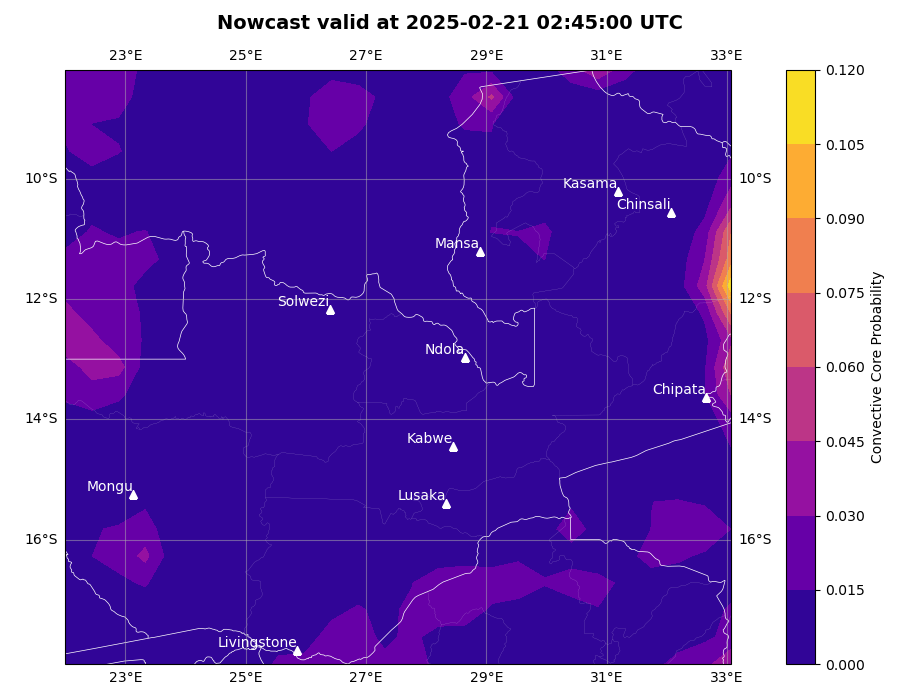 Nowcast valid at 2025-02-21 02:45:00 UTC
23°E 25°E 27°E 29°E 31°E 33°E
0.120
0.105
0.090
0.075
0.060
0.045
0.030
0.015
0.000
Convective Core Probability
10°S 10°S
12°S 12°S
14°S 14°S
16°S 16°S
Kasama
Chinsali
Mansa
Solwezi
Ndola
Chipata
Kabwe
Mongu
Lusaka
Livingstone
23°E 25°E 27°E 29°E 31°E 33°E